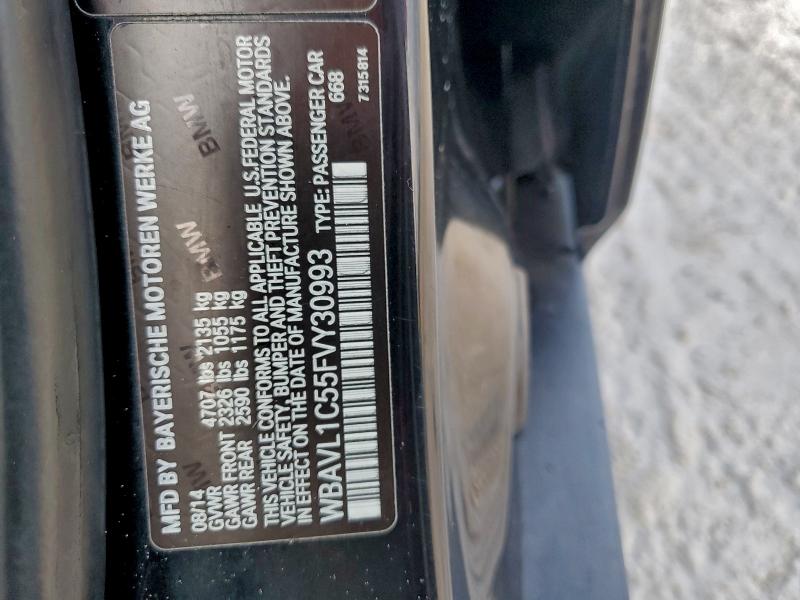 MFD BY BAYERISCHE MOTOREN WERKE AG
08/14
GVWR 4707 lbs 2135 kg
GAWR FRONT 2326 lbs 1055 kg
GAWR REAR 2590 lbs 1175 kg
THIS VEHICLE CONFORMS TO ALL APPLICABLE U.S. FEDERAL MOTOR
VEHICLE SAFETY, BUMPER AND THEFT PREVENTION STANDARDS
IN EFFECT ON THE DATE OF MANUFACTURE SHOWN ABOVE.
WBAVL1C55FVY30993 TYPE: PASSENGER CAR
668
7315814
BMW
BMW
BMW